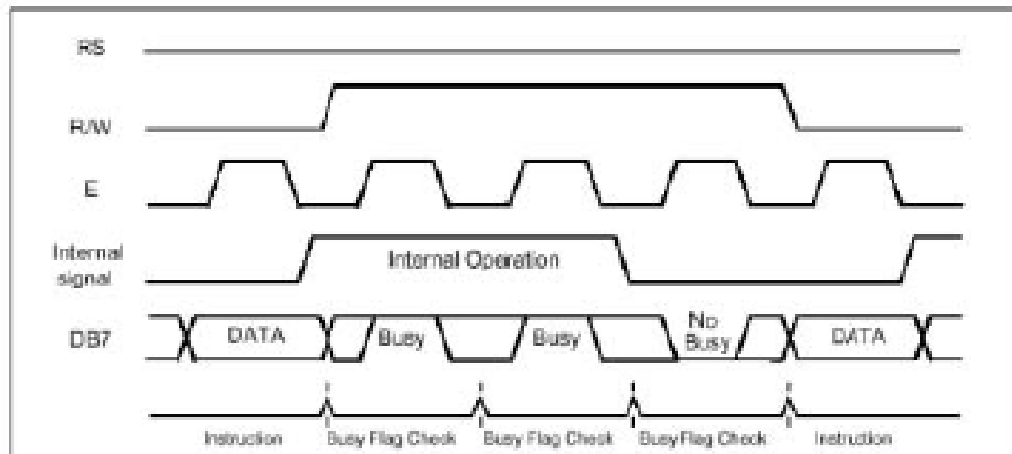 RS
R/W
E
Internal
signal
Internal Operation
DB7
DATA
Busy
Busy
No
Busy
DATA
Instruction
Busy Flag Check
Busy Flag Check
Busy Flag Check
Instruction